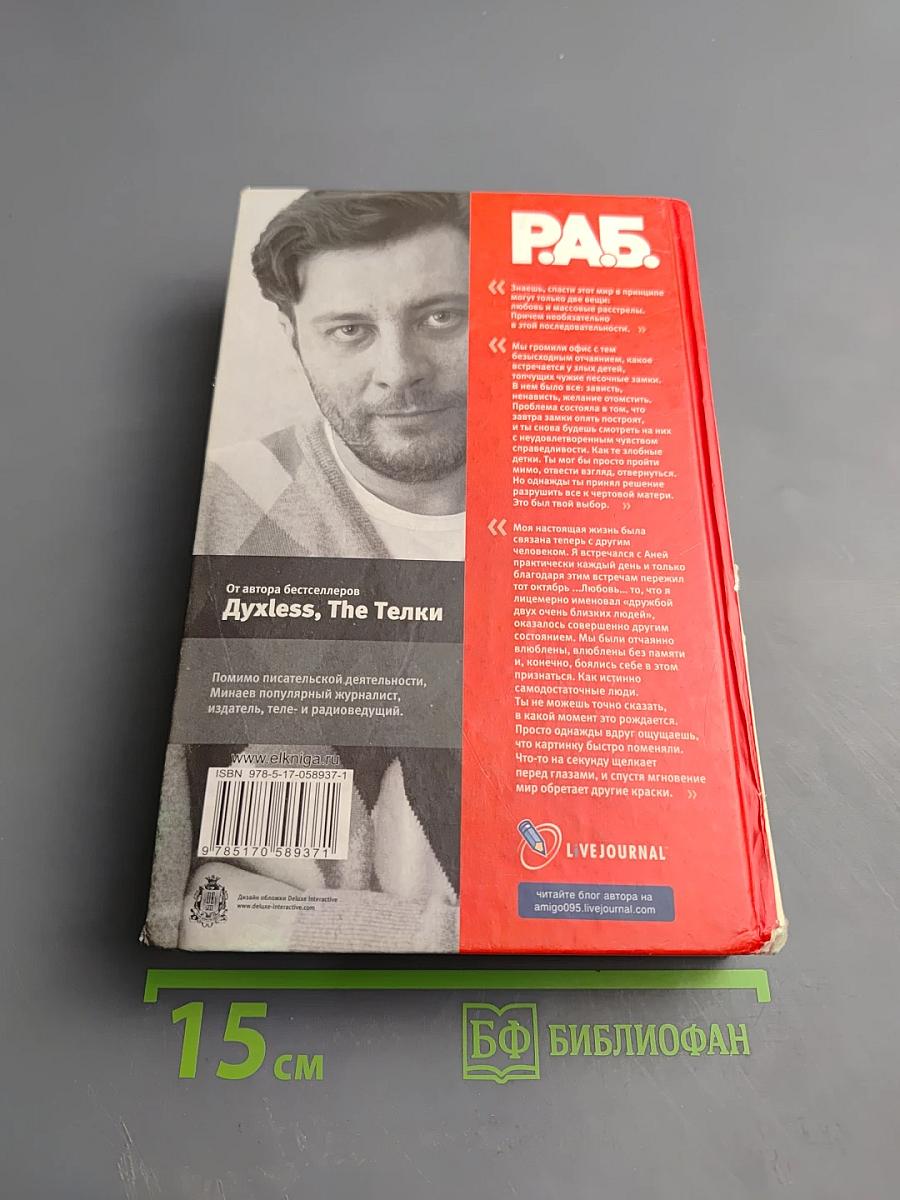 От автора бестселлеров
Духless, The Телки
Помимо писательской деятельности,
Минаев популярный журналист,
издатель, теле- и радиоведущий.
www.elkniga.ru
ISBN 978-5-17-058937-1
9 785170 589371
Дизайн обложки Deluxe Interactive
www.deluxe-interactive.com
Р.А.Б.
« Знаешь, спасти этот мир в принципе
могут только две вещи:
любовь и массовые расстрелы.
Причем необязательно
в этой последовательности. »
« Мы громили офис с тем
безысходным отчаянием, какое
встречается у злых детей,
топчущих чужие песочные замки.
В нем было все: зависть,
ненависть, желание отомстить.
Проблема состояла в том, что
завтра замки опять построят,
и ты снова будешь смотреть на них
с неудовлетворенным чувством
справедливости. Как те злобные
детки. Ты мог бы просто пройти
мимо, отвести взгляд, отвернуться.
Но однажды ты принял решение
разрушить все к чертовой матери.
Это был твой выбор. »
« Моя настоящая жизнь была
связана теперь с другим
человеком. Я встречался с Аней
практически каждый день и только
благодаря этим встречам пережил
тот октябрь ...Любовь... то, что я
лицемерно именовал «дружбой
двух очень близких людей»,
оказалось совершенно другим
состоянием. Мы были отчаянно
влюблены, влюблены без памяти
и, конечно, боялись себе в этом
признаться. Как истинно
самодостаточные люди.
Ты не можешь точно сказать,
в какой момент это рождается.
Просто однажды вдруг ощущаешь,
что картинку быстро поменяли.
Что-то на секунду щелкает
перед глазами, и спустя мгновение
мир обретает другие краски. »
LiVEJOURNAL
читайте блог автора на
amigo095.livejournal.com
15 см
БФ БИБЛИОФАН